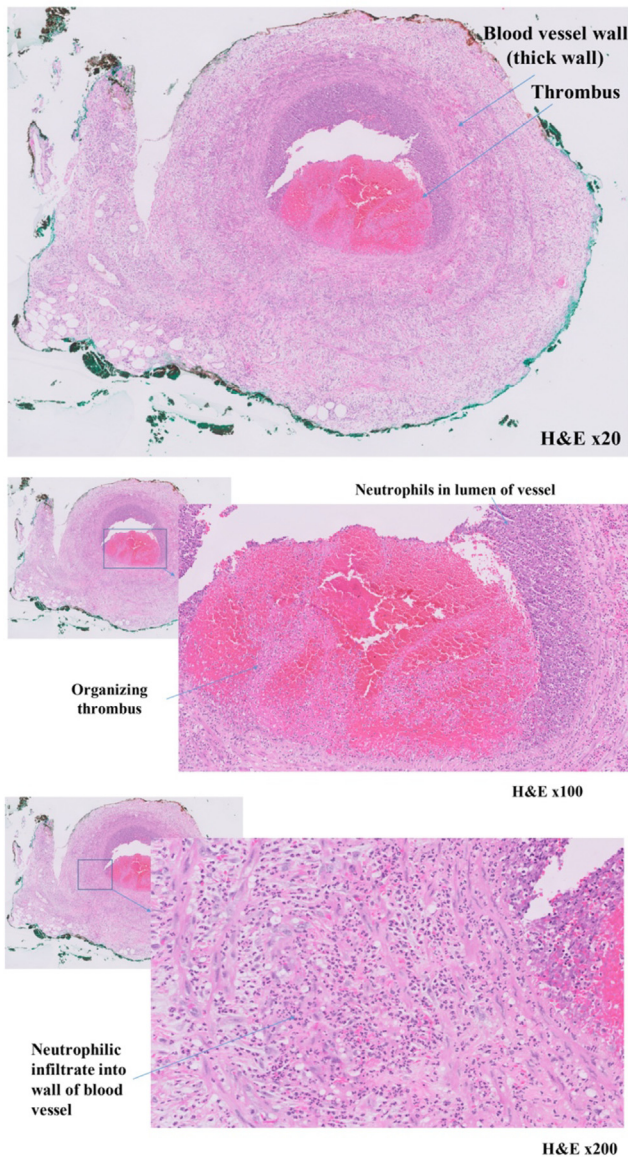 Blood vessel wall
(thick wall)
Thrombus
H&E x20
Neutrophils in lumen of vessel
Organizing
thrombus
H&E x100
Neutrophilic
infiltrate into
wall of blood
vessel
H&E x200